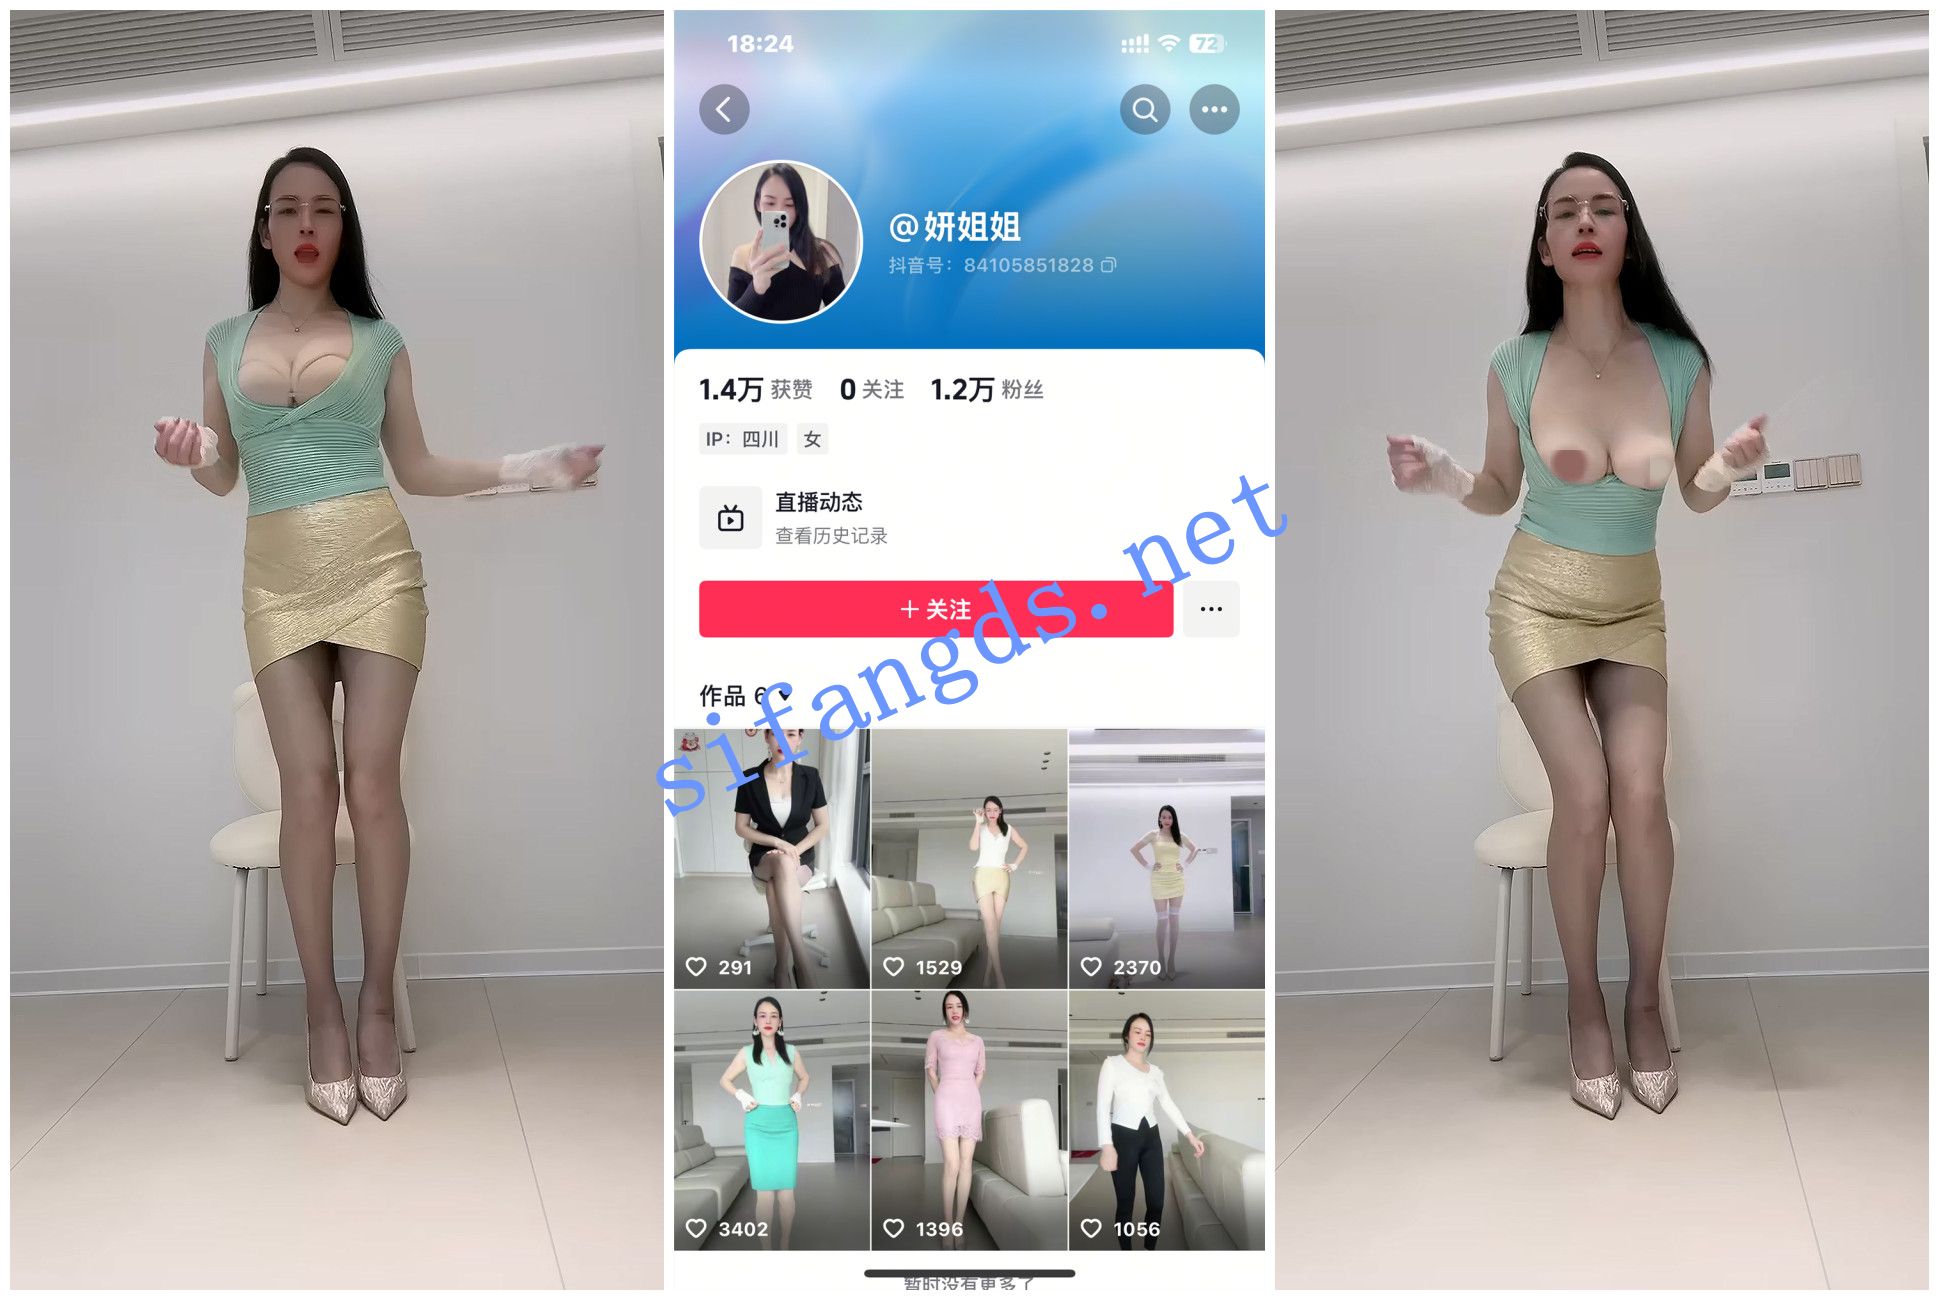 18:24
72
@妍姐姐
抖音号：84105851828
1.4万 获赞 0 关注 1.2万 粉丝
IP：四川 女
直播动态
查看历史记录
+ 关注
作品 6
sifangds.net
291
1529
2370
3402
1396
1056
暂时没有更多了